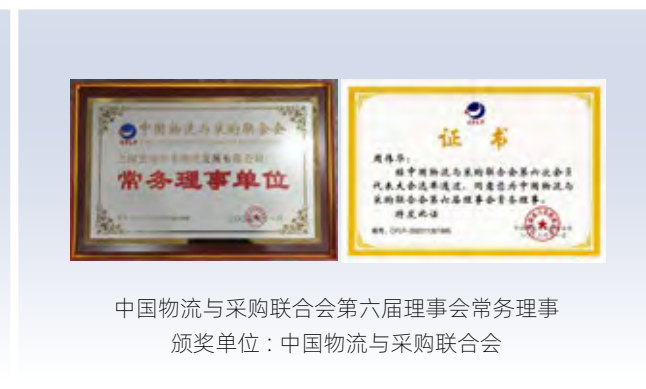 中国物流与采购联合会
常务理事单位
CFLP
证书
周伟华:
经中国物流与采购联合会第六次会员
代表大会选举通过,同意您为中国物流与
采购联合会第六届理事会常务理事。
特发此证
中国物流与采购联合会第六届理事会常务理事
颁奖单位:中国物流与采购联合会